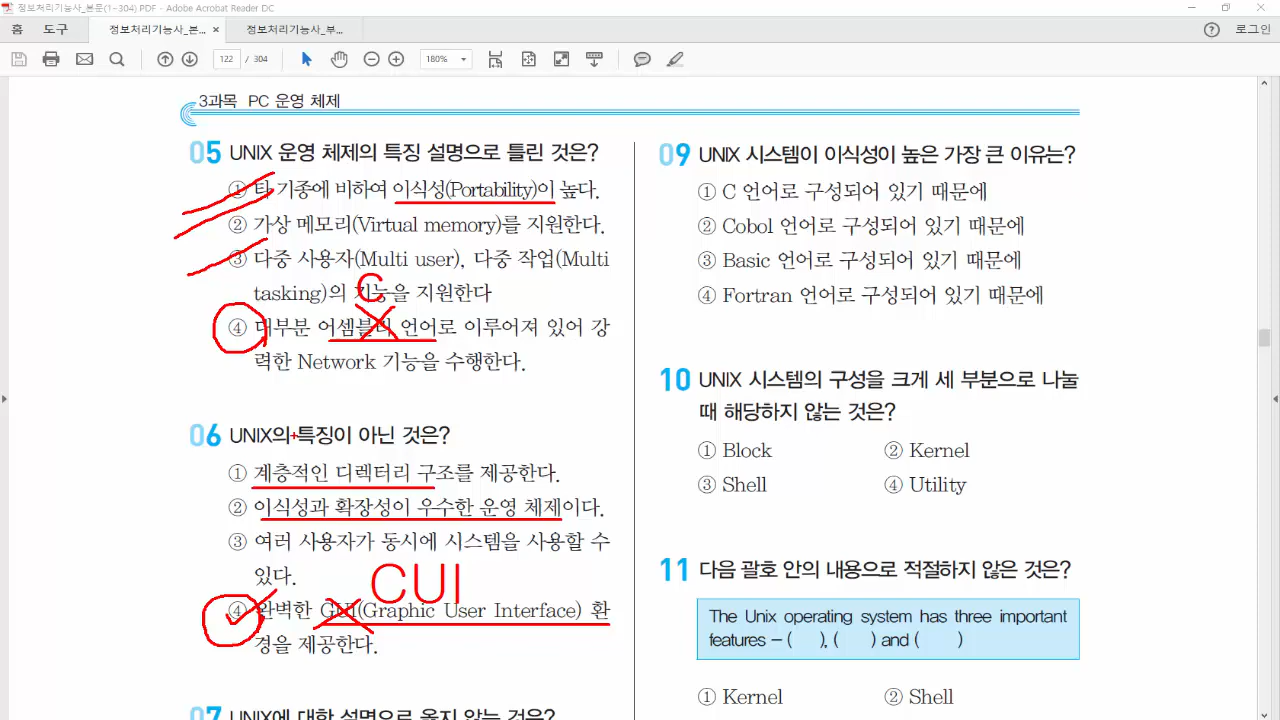 정보처리기능사_본문(1-304) PDF - Adobe Acrobat Reader DC
홈 도구 정보처리기능사_본... × 정보처리기능사_부... 로그인
122 / 304 180%
3과목 PC 운영 체제
05 UNIX 운영 체제의 특징 설명으로 틀린 것은?
① 타 기종에 비하여 이식성(Portability)이 높다.
② 가상 메모리(Virtual memory)를 지원한다.
③ 다중 사용자(Multi user), 다중 작업(Multi
tasking)의 기능을 지원한다
C
④ 대부분 어셈블리 언어로 이루어져 있어 강
력한 Network 기능을 수행한다.
06 UNIX의 특징이 아닌 것은?
① 계층적인 디렉터리 구조를 제공한다.
② 이식성과 확장성이 우수한 운영 체제이다.
③ 여러 사용자가 동시에 시스템을 사용할 수
있다.
CUI
④ 완벽한 GUI(Graphic User Interface) 환
경을 제공한다.
07 UNIX에 대한 설명으로 옳지 않는 것은?
09 UNIX 시스템이 이식성이 높은 가장 큰 이유는?
① C 언어로 구성되어 있기 때문에
② Cobol 언어로 구성되어 있기 때문에
③ Basic 언어로 구성되어 있기 때문에
④ Fortran 언어로 구성되어 있기 때문에
10 UNIX 시스템의 구성을 크게 세 부분으로 나눌
때 해당하지 않는 것은?
① Block ② Kernel
③ Shell ④ Utility
11 다음 괄호 안의 내용으로 적절하지 않은 것은?
The Unix operating system has three important
features – ( ), ( ) and ( )
① Kernel ② Shell